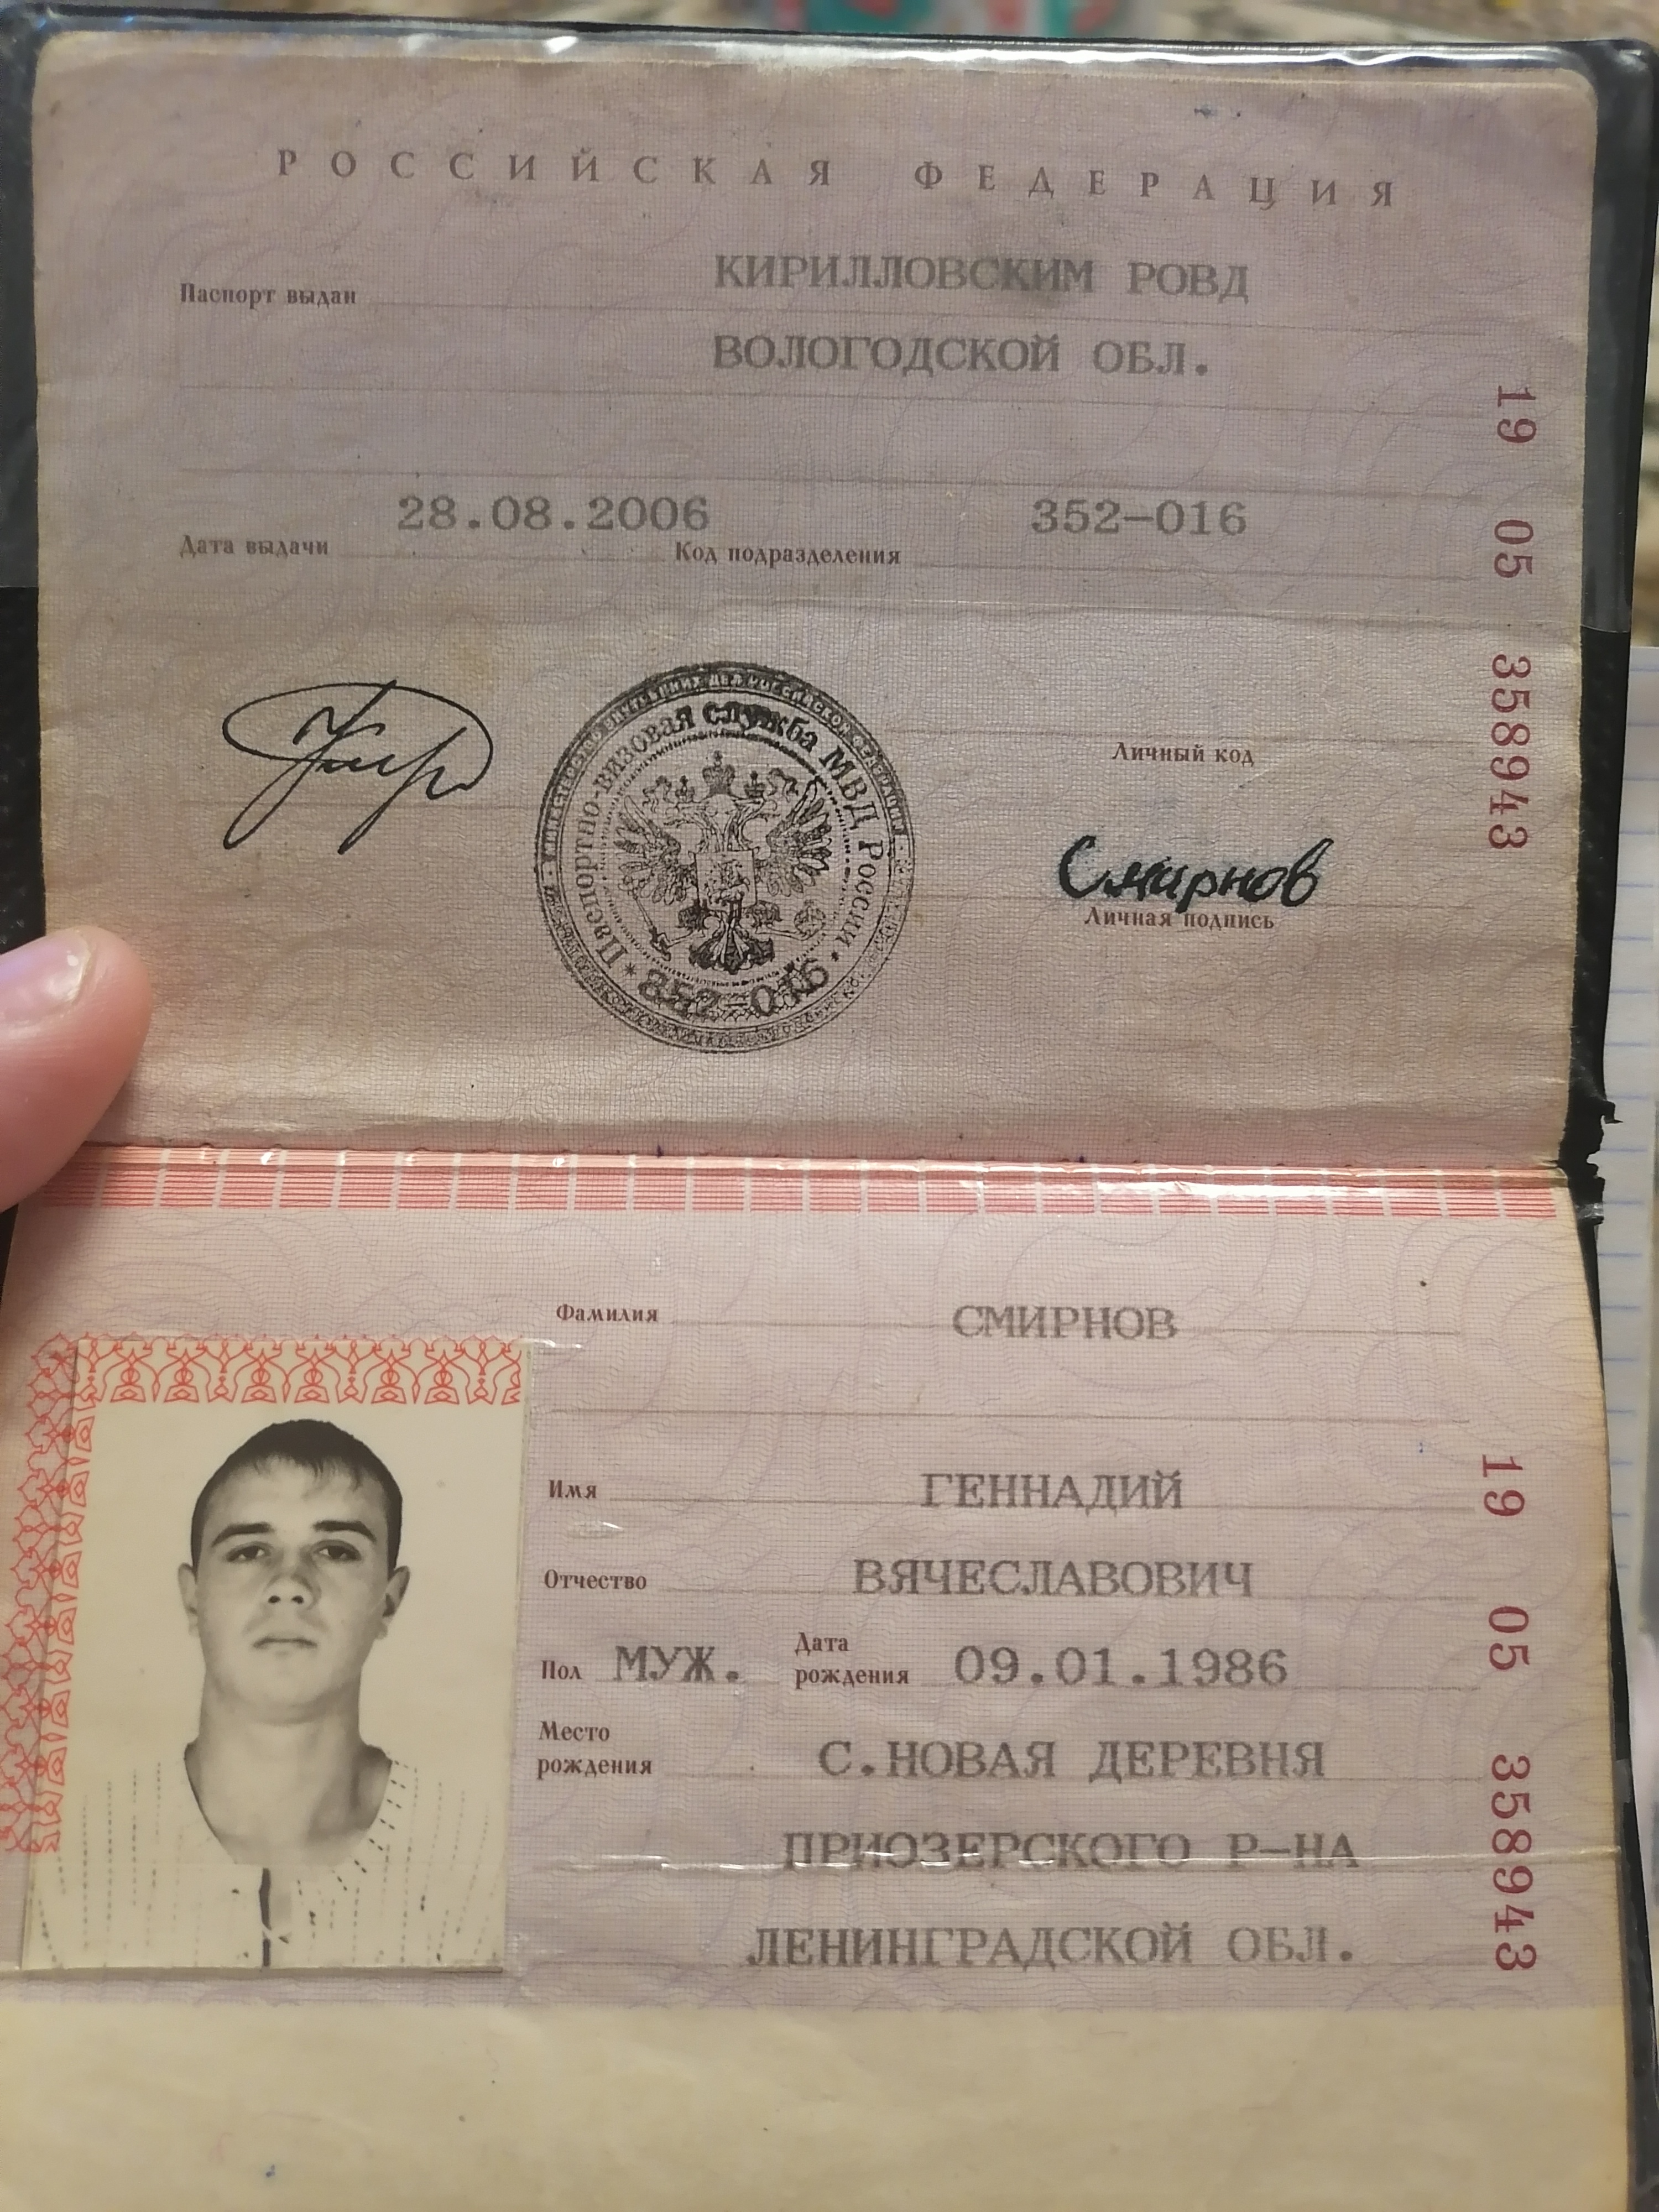 РОССИЙСКАЯ ФЕДЕРАЦИЯ
Паспорт выдан КИРИЛЛОВСКИМ РОВД
ВОЛОГОДСКОЙ ОБЛ.
Дата выдачи 28.08.2006 Код подразделения 352-016
19 05 358943
Паспортно-визовая служба МВД России
352-016
Личный код
Смирнов
Личная подпись
Фамилия СМИРНОВ
Имя ГЕННАДИЙ
Отчество ВЯЧЕСЛАВОВИЧ
Пол МУЖ. Дата рождения 09.01.1986
Место рождения С.НОВАЯ ДЕРЕВНЯ
ПРИОЗЕРСКОГО Р-НА
ЛЕНИНГРАДСКОЙ ОБЛ.
19 05 358943